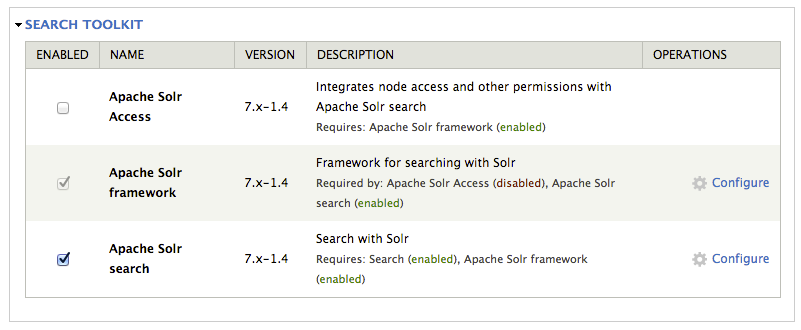 SEARCH TOOLKIT
ENABLED NAME VERSION DESCRIPTION OPERATIONS
Apache Solr
Access
7.x-1.4
Integrates node access and other permissions with
Apache Solr search
Requires: Apache Solr framework (enabled)
Apache Solr
framework
7.x-1.4
Framework for searching with Solr
Required by: Apache Solr Access (disabled), Apache Solr
search (enabled)
Configure
Apache Solr
search
7.x-1.4
Search with Solr
Requires: Search (enabled), Apache Solr framework
(enabled)
Configure